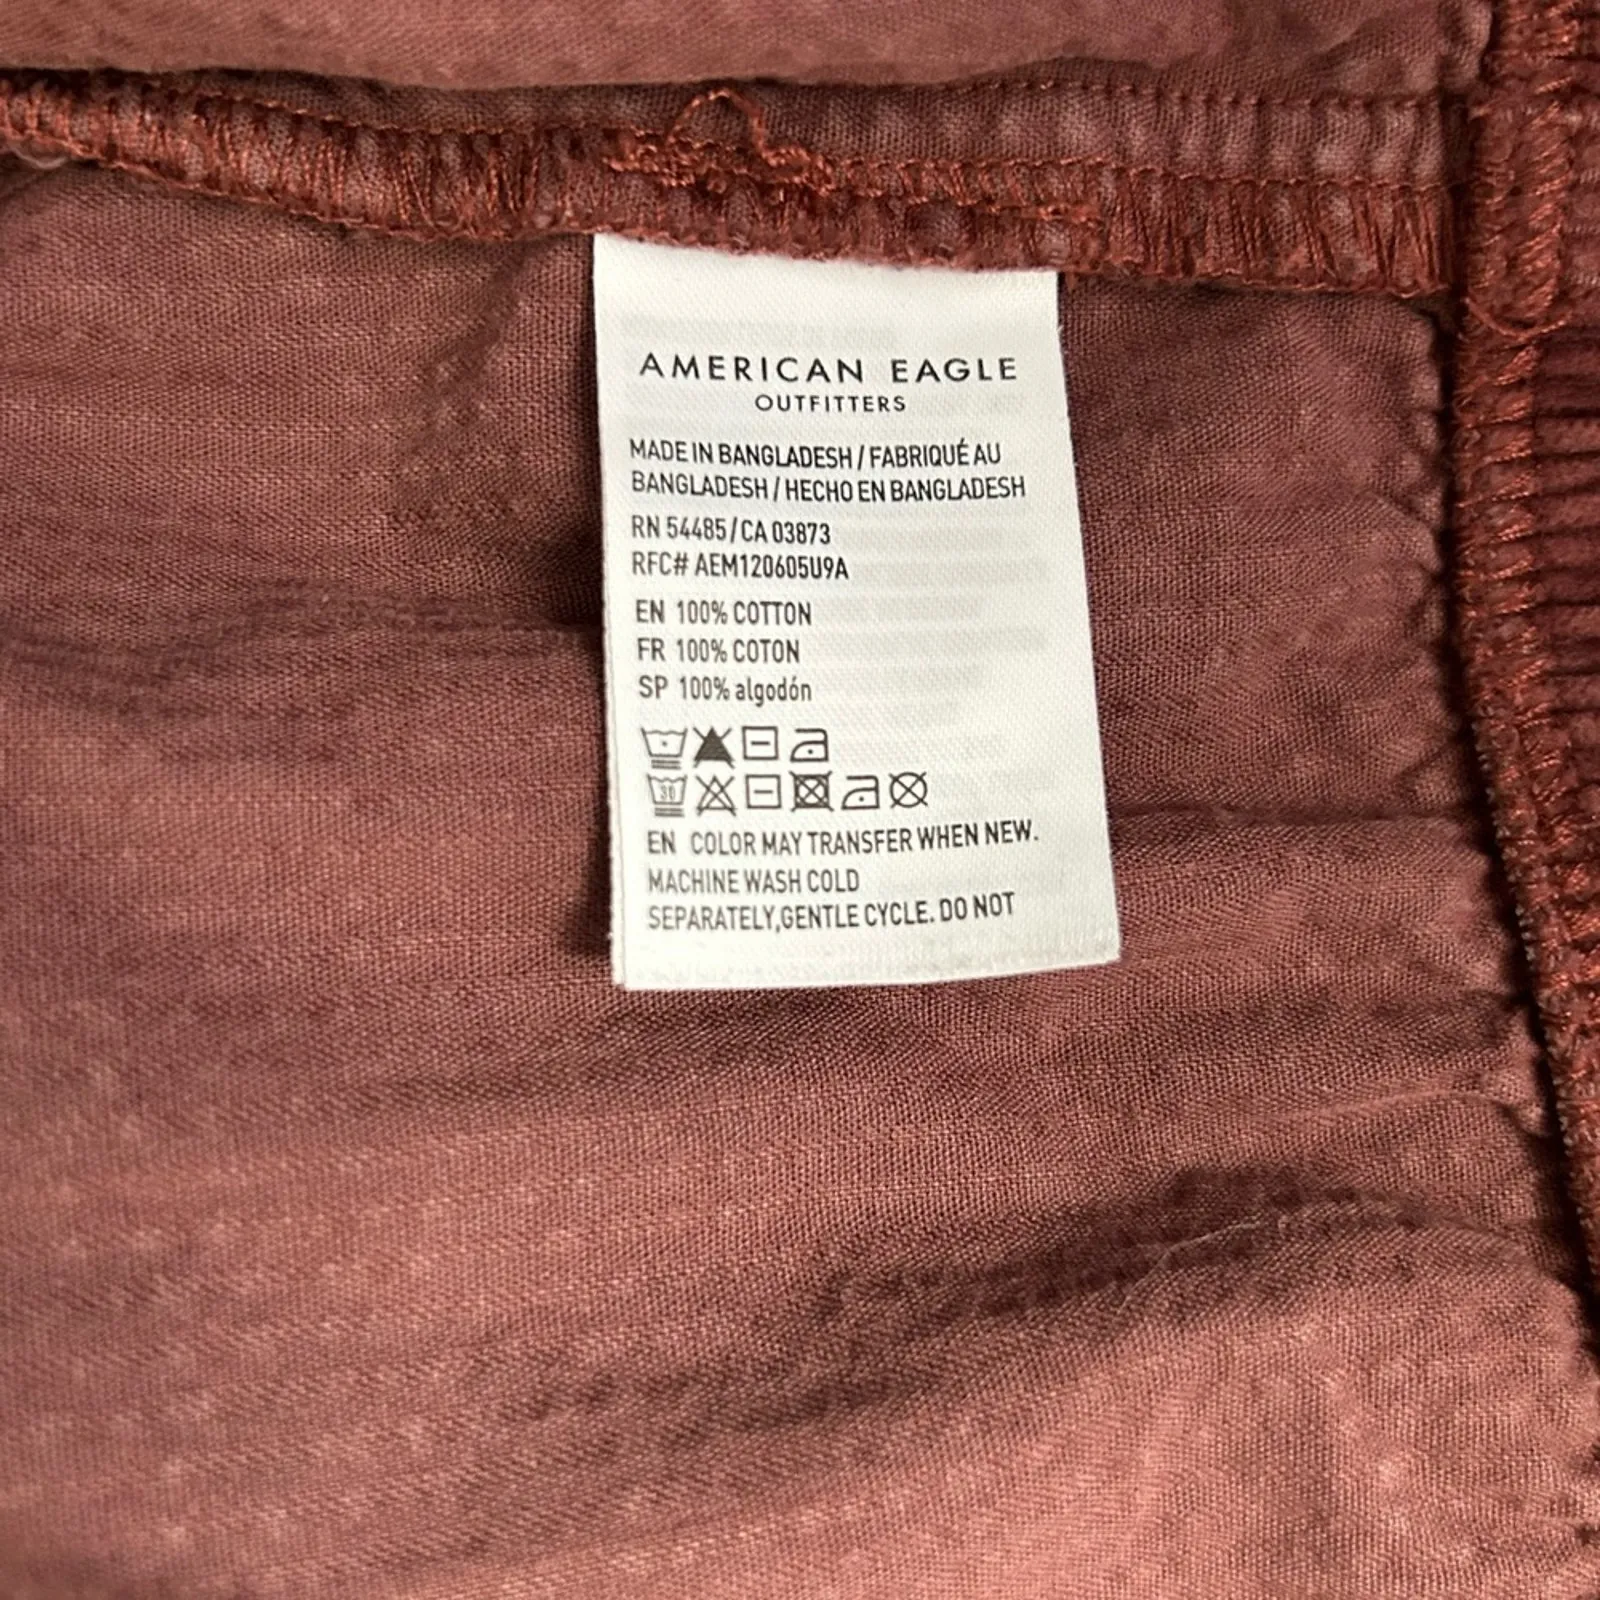 AMERICAN EAGLE
OUTFITTERS
MADE IN BANGLADESH / FABRIQUÉ AU
BANGLADESH / HECHO EN BANGLADESH
RN 54485 / CA 03873
RFC# AEM120605U9A
EN 100% COTTON
FR 100% COTON
SP 100% algodón
30
EN COLOR MAY TRANSFER WHEN NEW.
MACHINE WASH COLD
SEPARATELY,GENTLE CYCLE. DO NOT